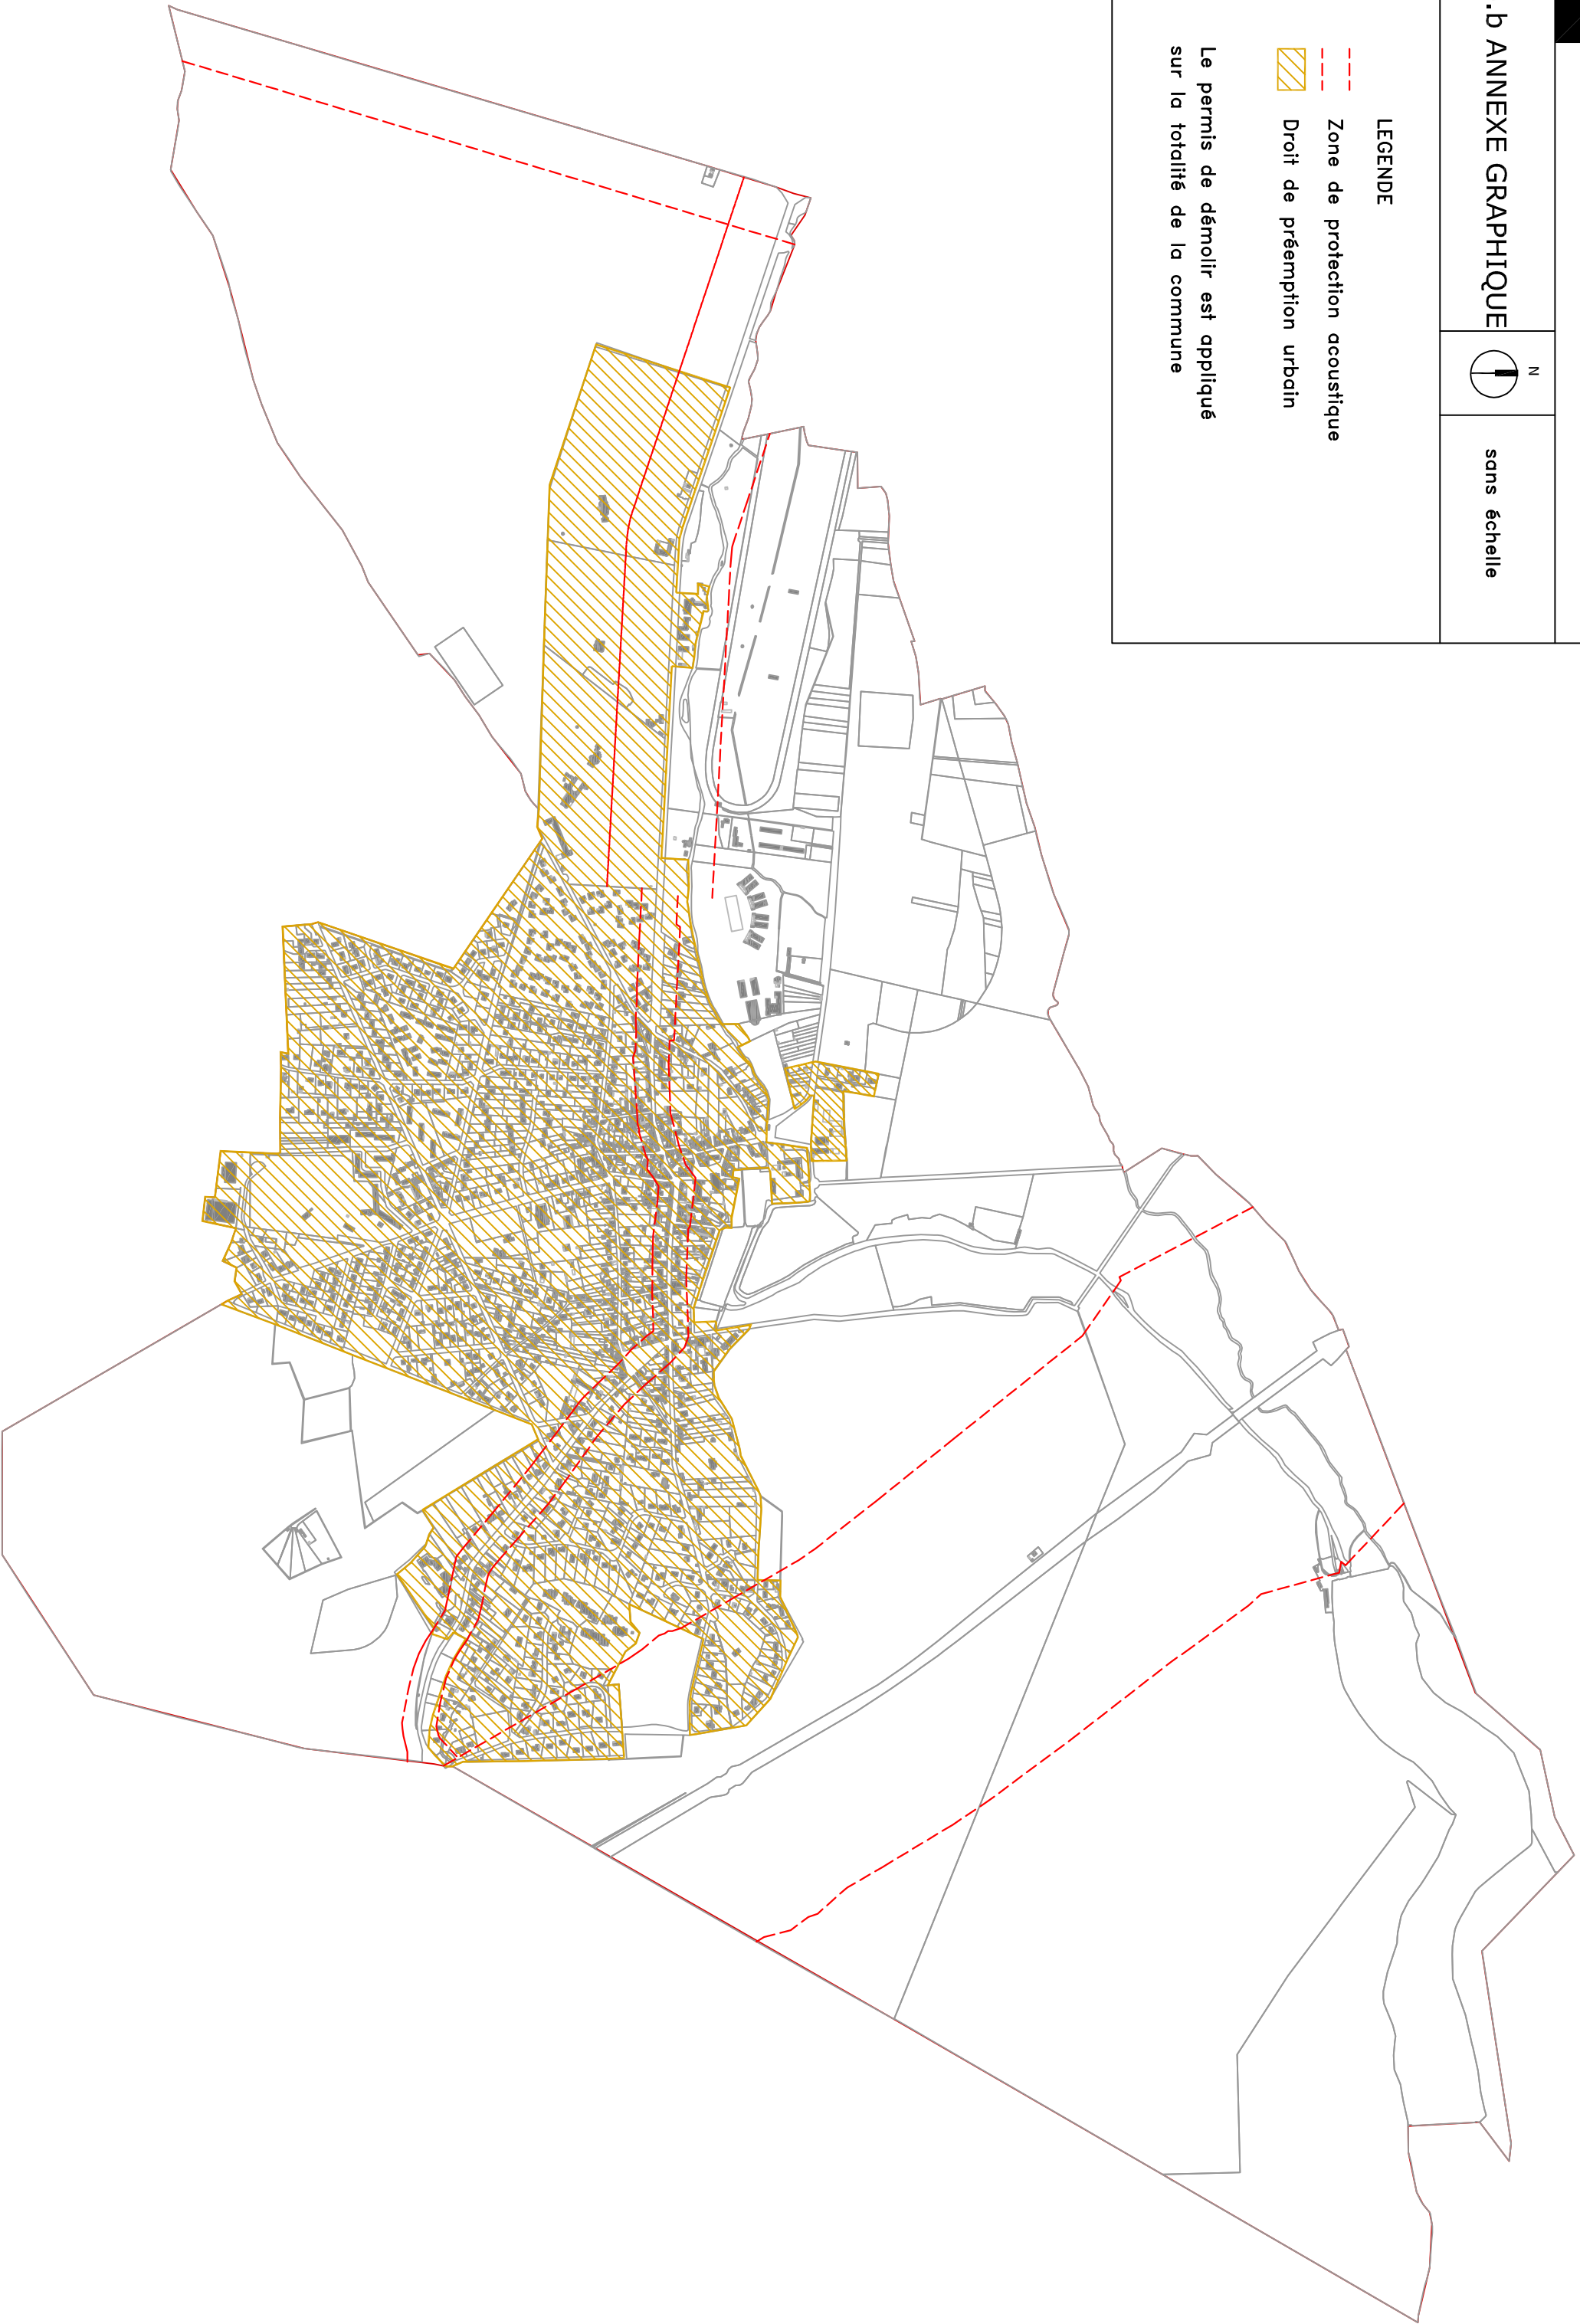 .b ANNEXE GRAPHIQUE
N
sans échelle
LEGENDE
Zone de protection acoustique
Droit de préemption urbain
Le permis de démolir est appliqué
sur la totalité de la commune